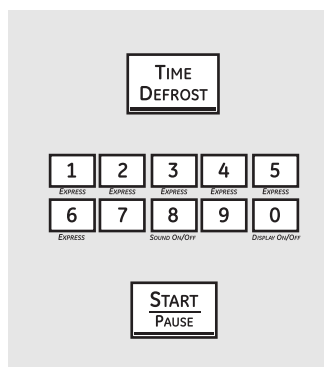 TIME
DEFROST
1 2 3 4 5
EXPRESS EXPRESS EXPRESS EXPRESS EXPRESS
6 7 8 9 0
EXPRESS SOUND ON/OFF DISPLAY ON/OFF
START
PAUSE